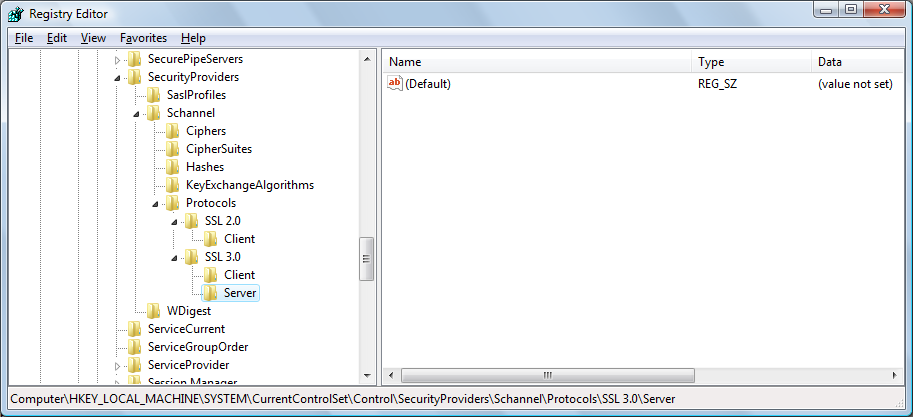 Registry Editor
File Edit View Favorites Help
SecurePipeServers
SecurityProviders
SaslProfiles
Schannel
Ciphers
CipherSuites
Hashes
KeyExchangeAlgorithms
Protocols
SSL 2.0
Client
SSL 3.0
Client
Server
WDigest
ServiceCurrent
ServiceGroupOrder
ServiceProvider
Session Manager
Name Type Data
ab (Default) REG_SZ (value not set)
Computer\HKEY_LOCAL_MACHINE\SYSTEM\CurrentControlSet\Control\SecurityProviders\Schannel\Protocols\SSL 3.0\Server